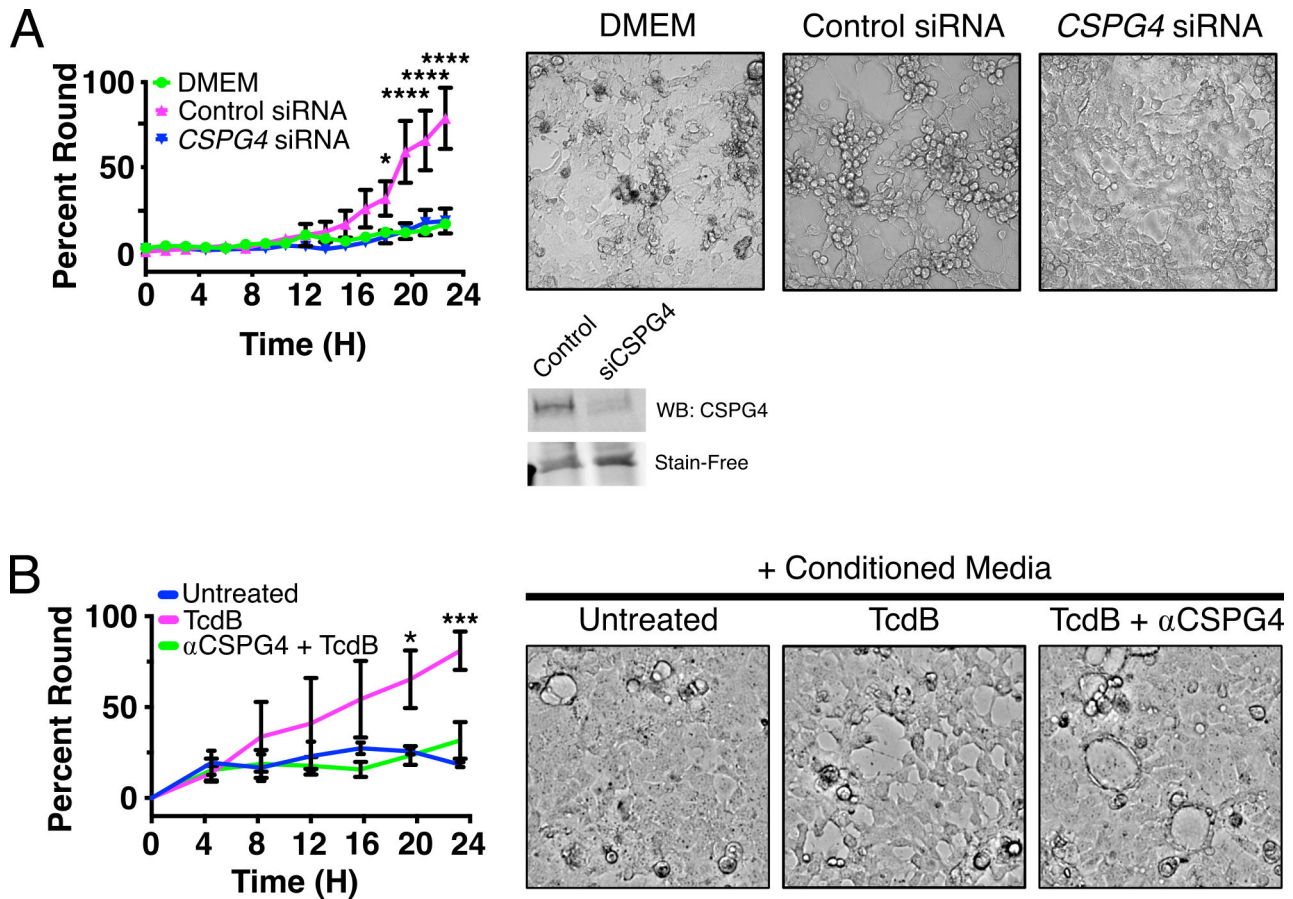 A
DMEM
Control siRNA
CSPG4 siRNA
****
****
****
*
100
50
0
Percent Round
DMEM
Control siRNA
CSPG4 siRNA
0 4 8 12 16 20 24
Time (H)
Control
siCSPG4
WB: CSPG4
Stain-Free
B
+ Conditioned Media
Untreated
TcdB
αCSPG4 + TcdB
*
***
100
50
0
Percent Round
0 4 8 12 16 20 24
Time (H)
Untreated
TcdB
TcdB + αCSPG4